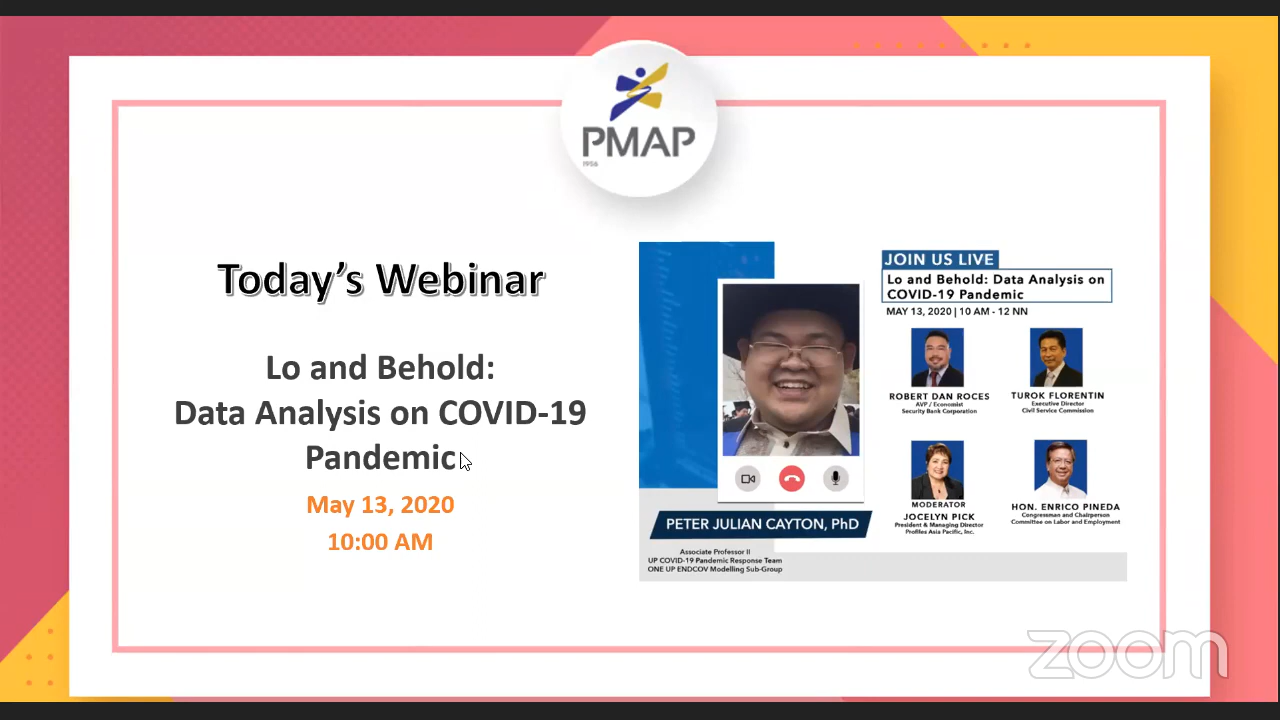 PMAP
1956
Today's Webinar
Lo and Behold:
Data Analysis on COVID-19
Pandemic
May 13, 2020
10:00 AM
JOIN US LIVE
Lo and Behold: Data Analysis on
COVID-19 Pandemic
MAY 13, 2020 | 10 AM - 12 NN
ROBERT DAN ROCES
AVP / Economist
Security Bank Corporation
TUROK FLORENTIN
Executive Director
Civil Service Commission
MODERATOR
JOCELYN PICK
President & Managing Director
Profiles Asia Pacific, Inc.
HON. ENRICO PINEDA
Congressman and Chairperson
Committee on Labor and Employment
PETER JULIAN CAYTON, PhD
Associate Professor II
UP COVID-19 Pandemic Response Team
ONE UP ENDCOV Modelling Sub-Group
zoom